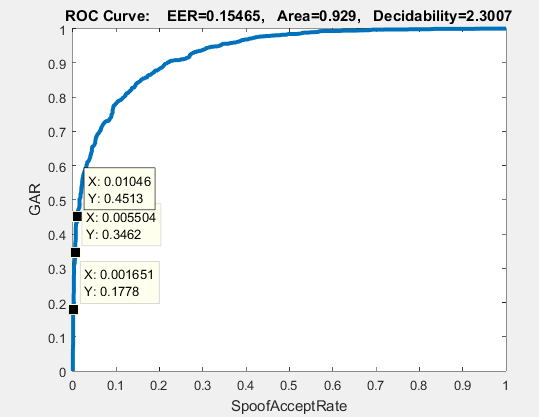 ROC Curve: EER=0.15465, Area=0.929, Decidability=2.3007
1
0.9
0.8
0.7
0.6
0.5
0.4
0.3
0.2
0.1
0
GAR
X: 0.01046
Y: 0.4513
X: 0.005504
Y: 0.3462
X: 0.001651
Y: 0.1778
0 0.1 0.2 0.3 0.4 0.5 0.6 0.7 0.8 0.9 1
SpoofAcceptRate